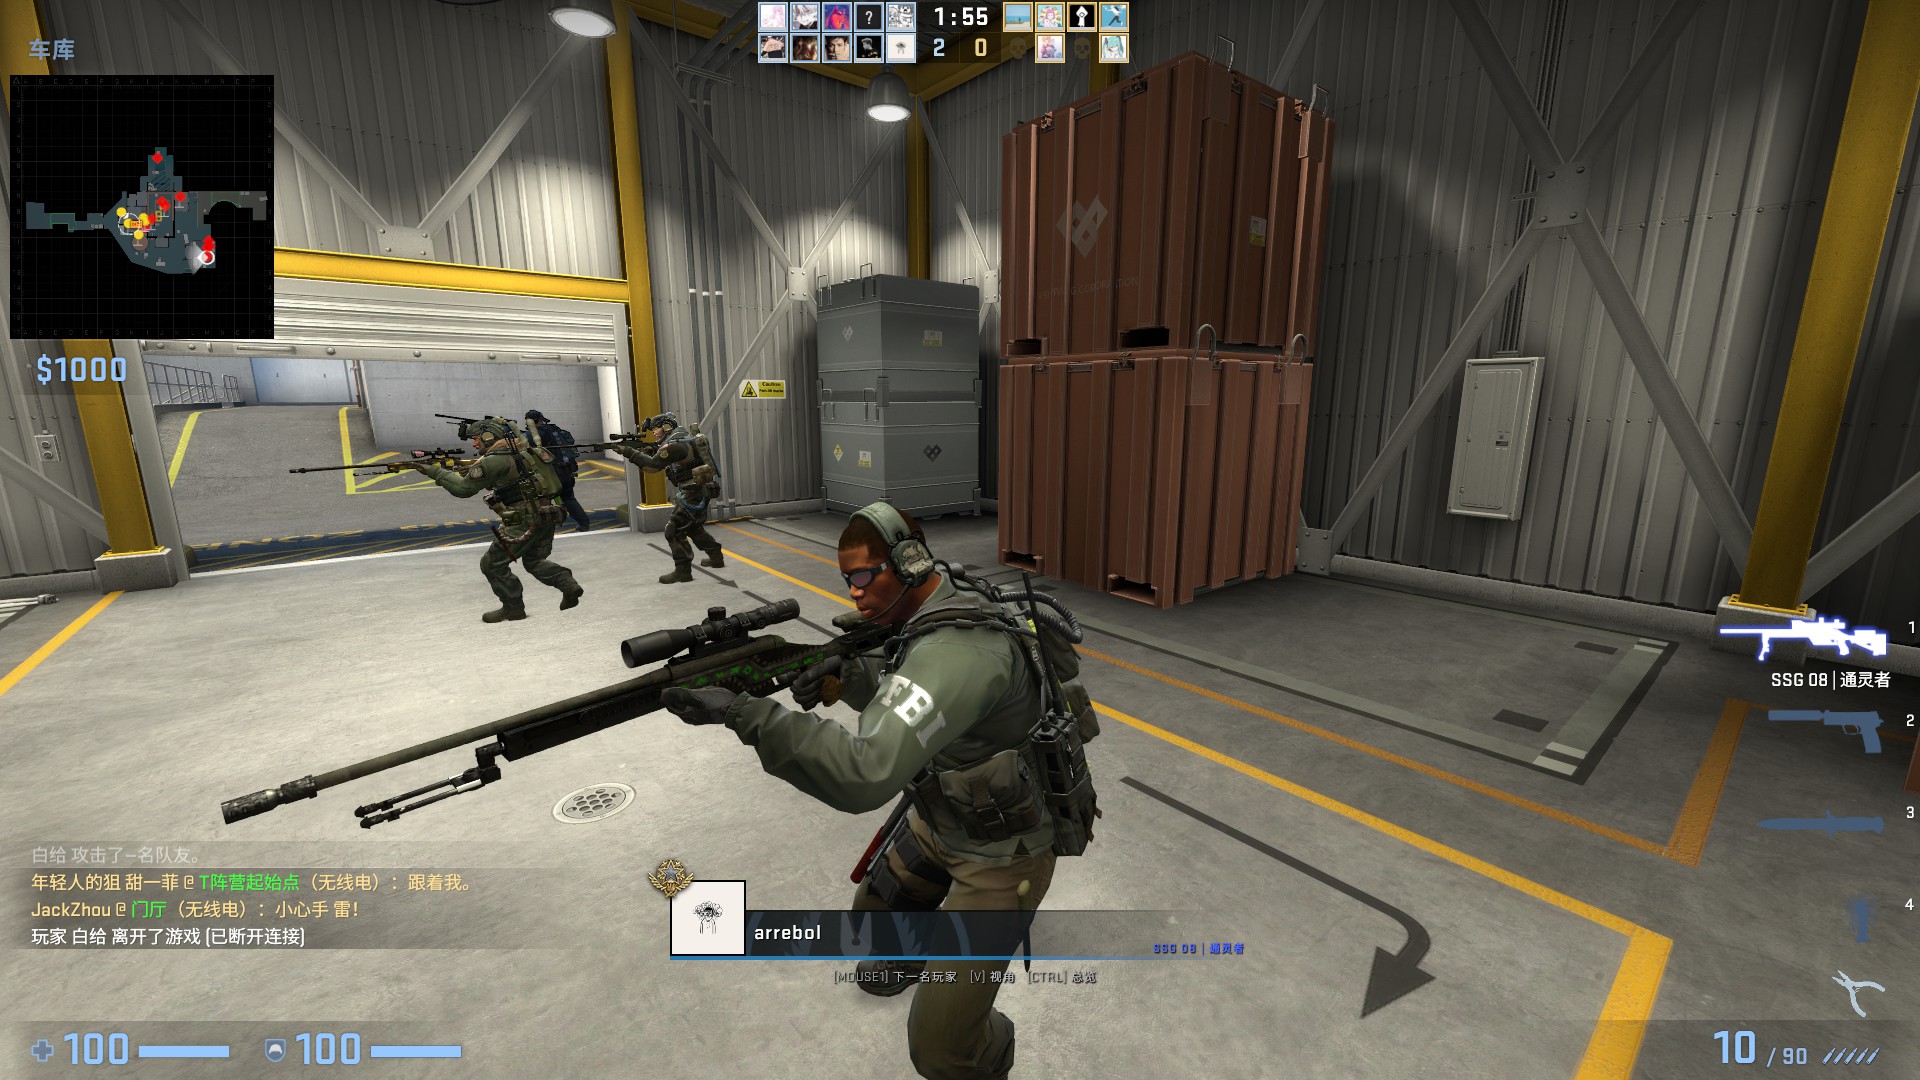 车库
?
1:55
2 0
$1000
Caution
FBI
1
SSG 08 | 通灵者
2
3
4
白给 攻击了一名队友。
年轻人的狙 甜一菲 @ T阵营起始点（无线电）：跟着我。
JackZhou @ 门厅（无线电）：小心手 雷！
玩家 白给 离开了游戏 [已断开连接]
arrebol
SSG 08 | 通灵者
[MOUSE1] 下一名玩家 [V] 视角 [CTRL] 总览
100 100
10 / 90